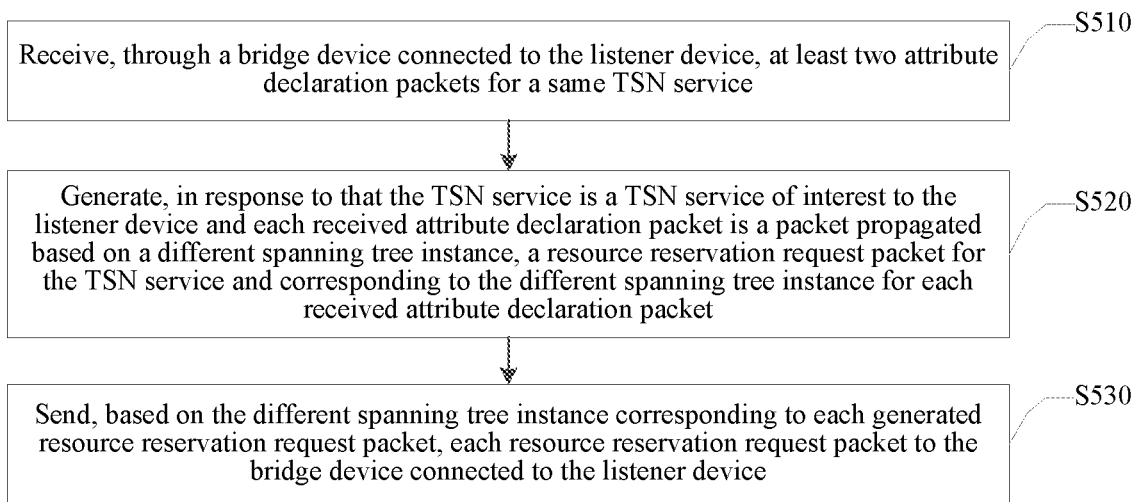 S510
Receive, through a bridge device connected to the listener device, at least two attribute
declaration packets for a same TSN service
S520
Generate, in response to that the TSN service is a TSN service of interest to the
listener device and each received attribute declaration packet is a packet propagated
based on a different spanning tree instance, a resource reservation request packet for
the TSN service and corresponding to the different spanning tree instance for each
received attribute declaration packet
S530
Send, based on the different spanning tree instance corresponding to each generated
resource reservation request packet, each resource reservation request packet to the
bridge device connected to the listener device